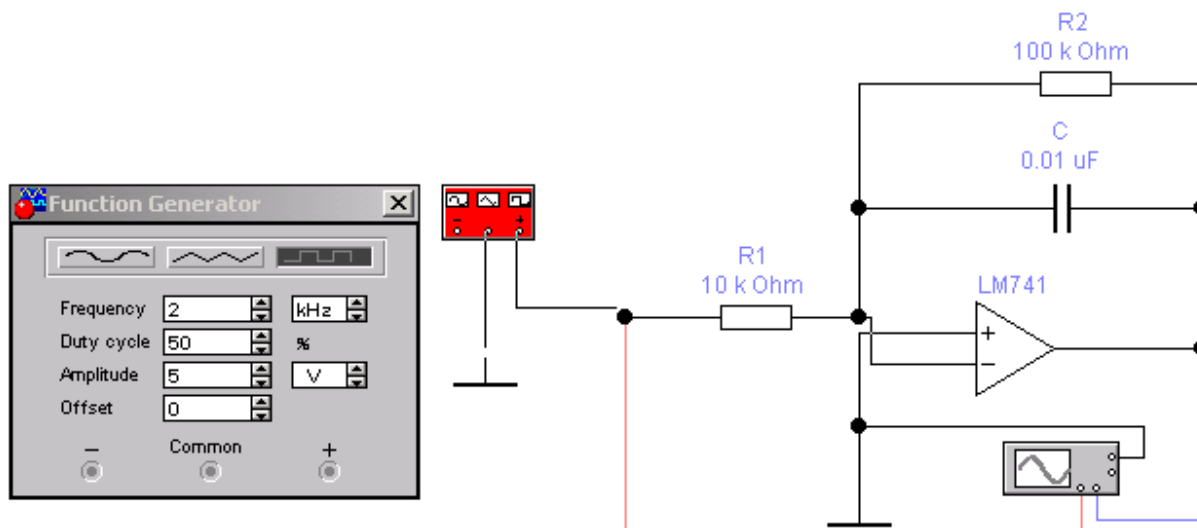 R2
100 k Ohm
C
0.01 uF
Function Generator
R1
10 k Ohm
LM741
Frequency 2 kHz
Duty cycle 50 %
Amplitude 5 V
Offset 0
− Common +
− +
+
−